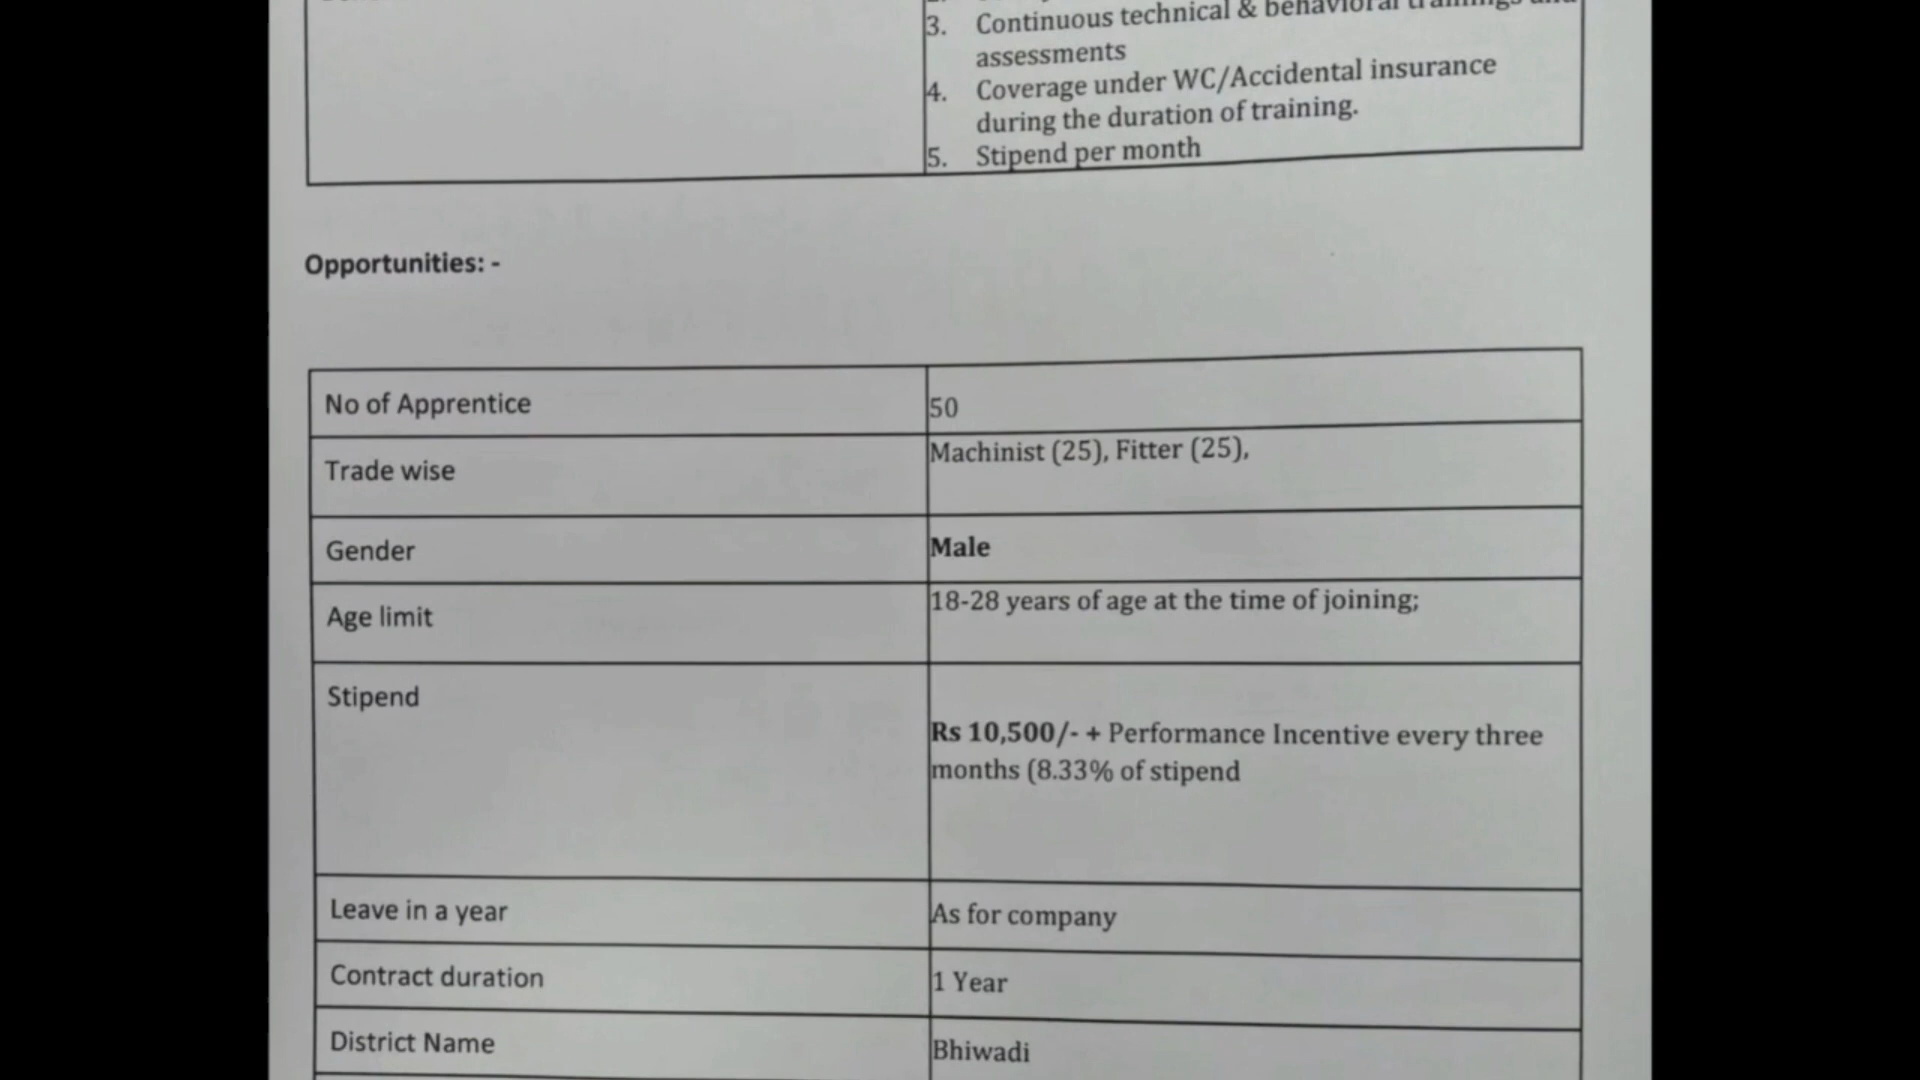 3. Continuous technical & behavioral trainings and
assessments
4. Coverage under WC/Accidental insurance
during the duration of training.
5. Stipend per month
Opportunities: -
No of Apprentice 50
Trade wise Machinist (25), Fitter (25),
Gender Male
Age limit 18-28 years of age at the time of joining;
Stipend
Rs 10,500/- + Performance Incentive every three
months (8.33% of stipend
Leave in a year As for company
Contract duration 1 Year
District Name Bhiwadi